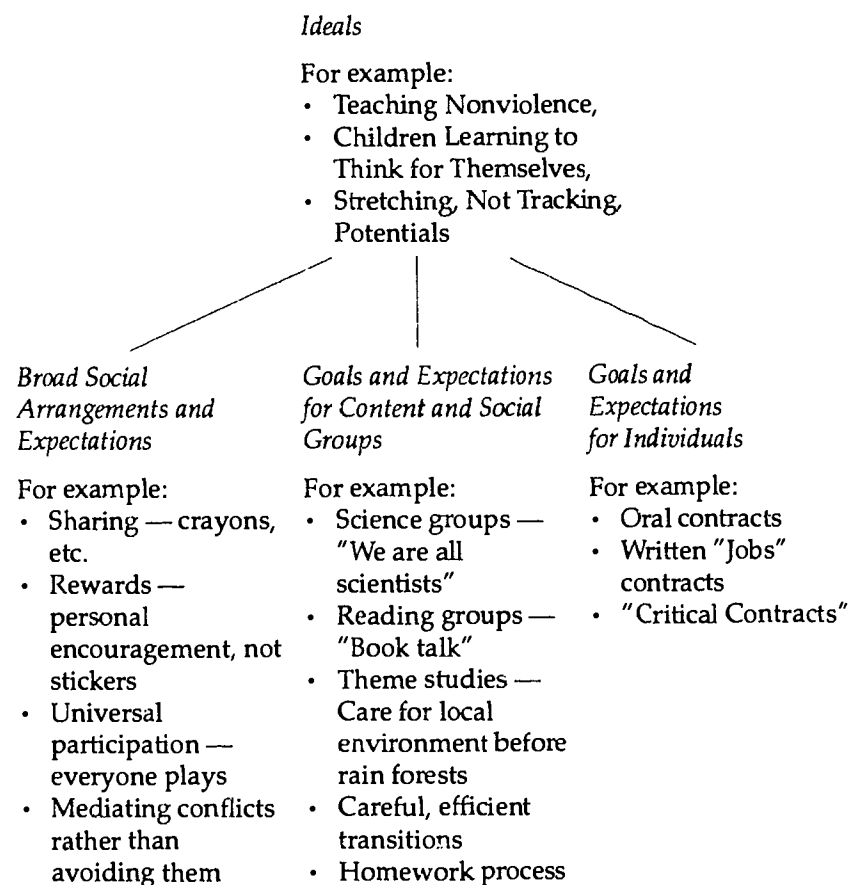 Ideals
For example:
• Teaching Nonviolence,
• Children Learning to
Think for Themselves,
• Stretching, Not Tracking,
Potentials
Broad Social
Arrangements and
Expectations
For example:
• Sharing — crayons,
etc.
• Rewards —
personal
encouragement, not
stickers
• Universal
participation —
everyone plays
• Mediating conflicts
rather than
avoiding them
Goals and Expectations
for Content and Social
Groups
For example:
• Science groups —
"We are all
scientists"
• Reading groups —
"Book talk"
• Theme studies —
Care for local
environment before
rain forests
• Careful, efficient
transitions
• Homework process
Goals and
Expectations
for Individuals
For example:
• Oral contracts
• Written "Jobs"
contracts
• "Critical Contracts"